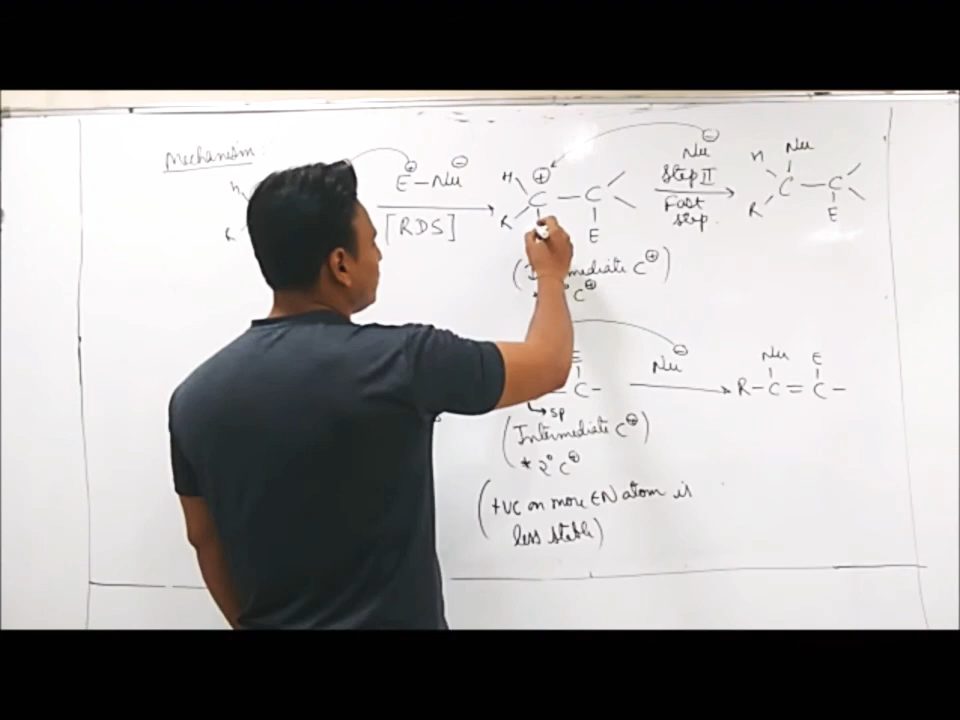 Mechanism:
H
R
E ⊕ — Nu ⊖
[RDS]
H
R
C ⊕ — C
E
C ⊕
C ⊕
Nu ⊖
Step II
Fast
Step
H
R
Nu
C — C
E
E
C —
sp
(Intermediate C ⊕)
* 2° C ⊕
Nu ⊖
Nu E
R — C = C —
(+ve on more EN atom is
less stable)